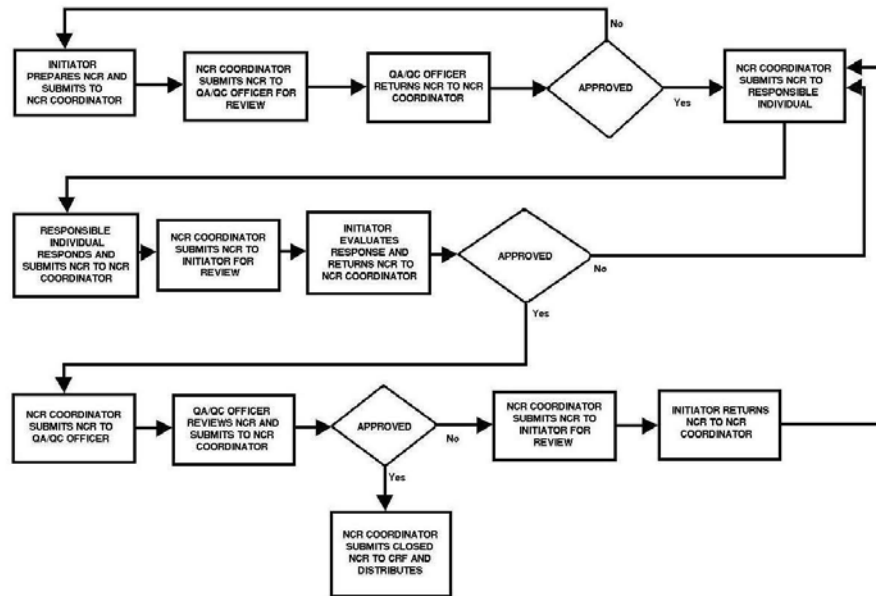 No
INITIATOR
PREPARES NCR AND
SUBMITS TO
NCR COORDINATOR
NCR COORDINATOR
SUBMITS NCR TO
QA/QC OFFICER FOR
REVIEW
QA/QC OFFICER
RETURNS NCR TO NCR
COORDINATOR
APPROVED
Yes
NCR COORDINATOR
SUBMITS NCR TO
RESPONSIBLE
INDIVIDUAL
RESPONSIBLE
INDIVIDUAL
RESPONDS AND
SUBMITS NCR TO NCR
COORDINATOR
NCR COORDINATOR
SUBMITS NCR TO
INITIATOR FOR
REVIEW
INITIATOR
EVALUATES
RESPONSE AND
RETURNS NCR TO
NCR COORDINATOR
APPROVED
No
Yes
NCR COORDINATOR
SUBMITS NCR TO
QA/QC OFFICER
QA/QC OFFICER
REVIEWS NCR AND
SUBMITS TO NCR
COORDINATOR
APPROVED
No
Yes
NCR COORDINATOR
SUBMITS NCR TO
INITIATOR FOR
REVIEW
INITIATOR RETURNS
NCR TO NCR
COORDINATOR
NCR COORDINATOR
SUBMITS CLOSED
NCR TO CRF AND
DISTRIBUTES